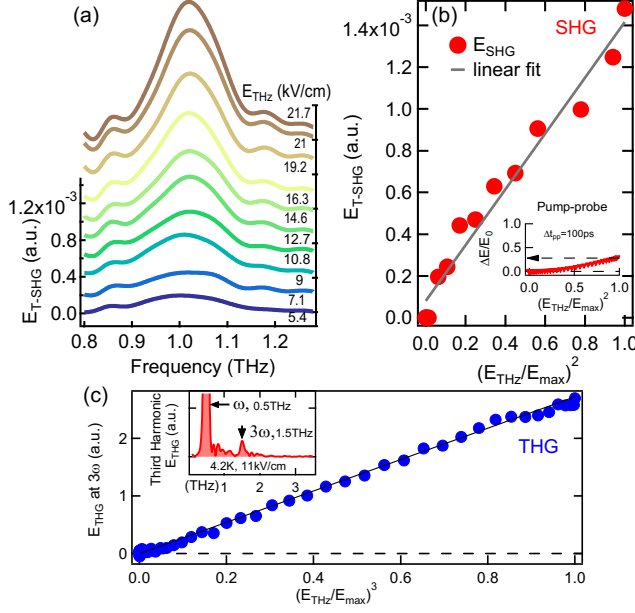 (a)
E_THz (kV/cm)
21.7
21
19.2
16.3
14.6
12.7
10.8
9
7.1
5.4
1.2x10^-3
0.8
0.4
0.0
E_T-SHG (a.u.)
0.8 0.9 1.0 1.1 1.2
Frequency (THz)
(b)
SHG
E_SHG
linear fit
1.4x10^-3
1.2
1.0
0.8
0.6
0.4
0.2
0.0
E_T-SHG (a.u.)
0.0 0.2 0.4 0.6 0.8 1.0
(E_THz/E_max)^2
Pump-probe
Δt_pp=100ps
1.0
0.5
0.0
ΔE/E_0
0.0 0.5 1.0
(E_THz/E_max)^2
(c)
Third Harmonic
E_THG (a.u.)
ω, 0.5THz
3ω, 1.5THz
4.2K, 11kV/cm
(THz) 1 2 3
THG
2
1
0
E_THG at 3ω (a.u.)
0.0 0.2 0.4 0.6 0.8 1.0
(E_THz/E_max)^3